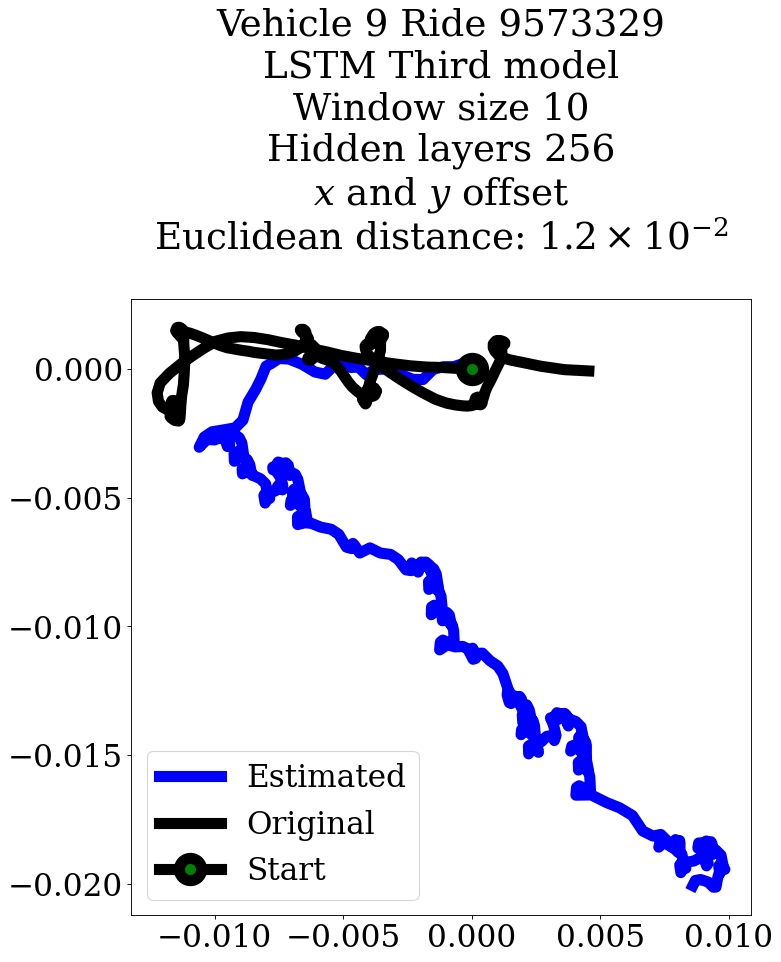 Vehicle 9 Ride 9573329
LSTM Third model
Window size 10
Hidden layers 256
x and y offset
Euclidean distance: 1.2 × 10⁻²
0.000
−0.005
−0.010
−0.015
−0.020
Estimated
Original
Start
−0.010 −0.005 0.000 0.005 0.010